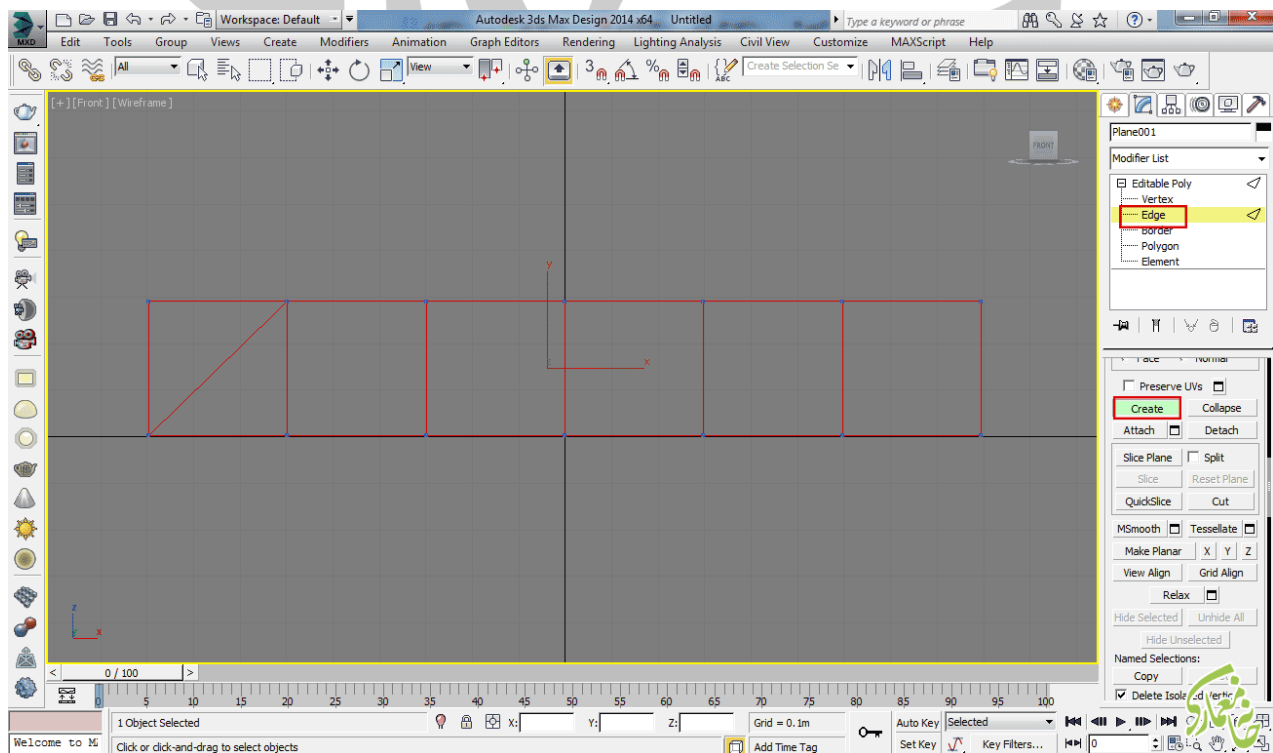 Workspace: Default
Autodesk 3ds Max Design 2014 x64 Untitled
Type a keyword or phrase
MXD
Edit Tools Group Views Create Modifiers Animation Graph Editors Rendering Lighting Analysis Civil View Customize MAXScript Help
All
View
3
%
ABC
Create Selection Se
[+][Front][Wireframe]
FRONT
y
x
z
x
Plane001
Modifier List
Editable Poly
Vertex
Edge
Border
Polygon
Element
Face Normal
Preserve UVs
Create Collapse
Attach Detach
Slice Plane Split
Slice Reset Plane
QuickSlice Cut
MSmooth Tessellate
Make Planar X Y Z
View Align Grid Align
Relax
Hide Selected Unhide All
Hide Unselected
Named Selections:
Copy
Delete Isolated Vertices
< 0 / 100 >
0 5 10 15 20 25 30 35 40 45 50 55 60 65 70 75 80 85 90 95 100
1 Object Selected X: Y: Z: Grid = 0.1m Auto Key Selected
Welcome to M Click or click-and-drag to select objects Add Time Tag Set Key Key Filters... 0